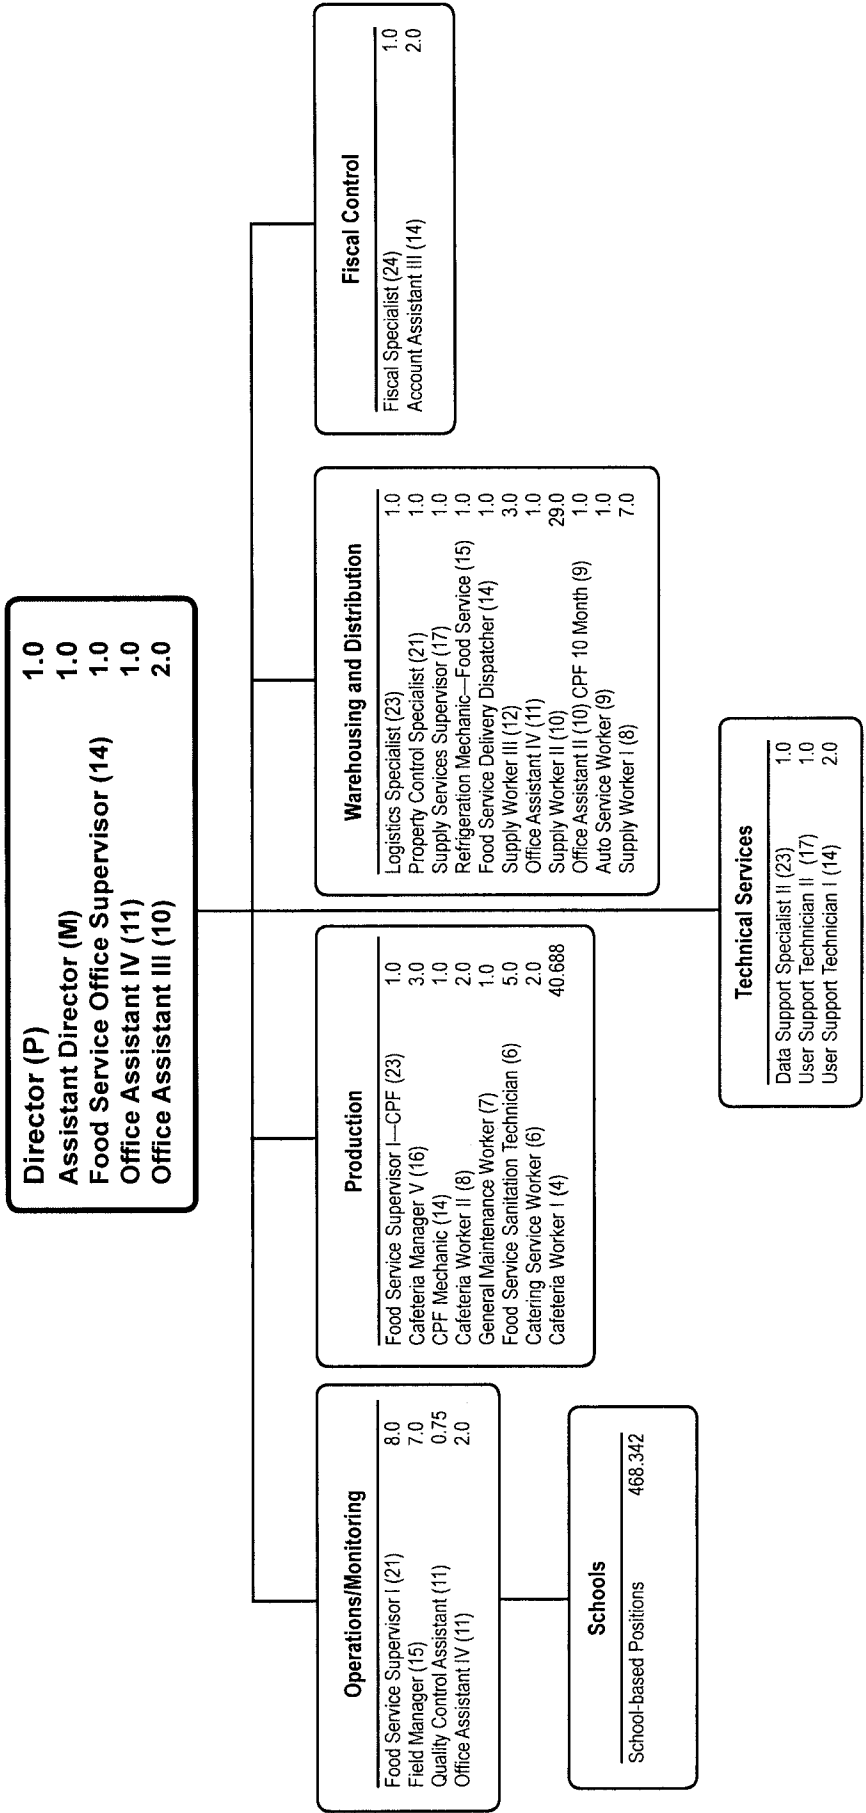 Director (P) 1.0
Assistant Director (M) 1.0
Food Service Office Supervisor (14) 1.0
Office Assistant IV (11) 1.0
Office Assistant III (10) 2.0
Operations/Monitoring
Food Service Supervisor I (21) 8.0
Field Manager (15) 7.0
Quality Control Assistant (11) 0.75
Office Assistant IV (11) 2.0
Schools
School-based Positions 468.342
Production
Food Service Supervisor I—CPF (23) 1.0
Cafeteria Manager V (16) 3.0
CPF Mechanic (14) 1.0
Cafeteria Worker II (8) 2.0
General Maintenance Worker (7) 1.0
Food Service Sanitation Technician (6) 5.0
Catering Service Worker (6) 2.0
Cafeteria Worker I (4) 40.688
Warehousing and Distribution
Logistics Specialist (23) 1.0
Property Control Specialist (21) 1.0
Supply Services Supervisor (17) 1.0
Refrigeration Mechanic—Food Service (15) 1.0
Food Service Delivery Dispatcher (14) 1.0
Supply Worker III (12) 3.0
Office Assistant IV (11) 1.0
Supply Worker II (10) 29.0
Office Assistant II (10) CPF 10 Month (9) 1.0
Auto Service Worker (9) 1.0
Supply Worker I (8) 7.0
Fiscal Control
Fiscal Specialist (24) 1.0
Account Assistant III (14) 2.0
Technical Services
Data Support Specialist II (23) 1.0
User Support Technician II (17) 1.0
User Support Technician I (14) 2.0